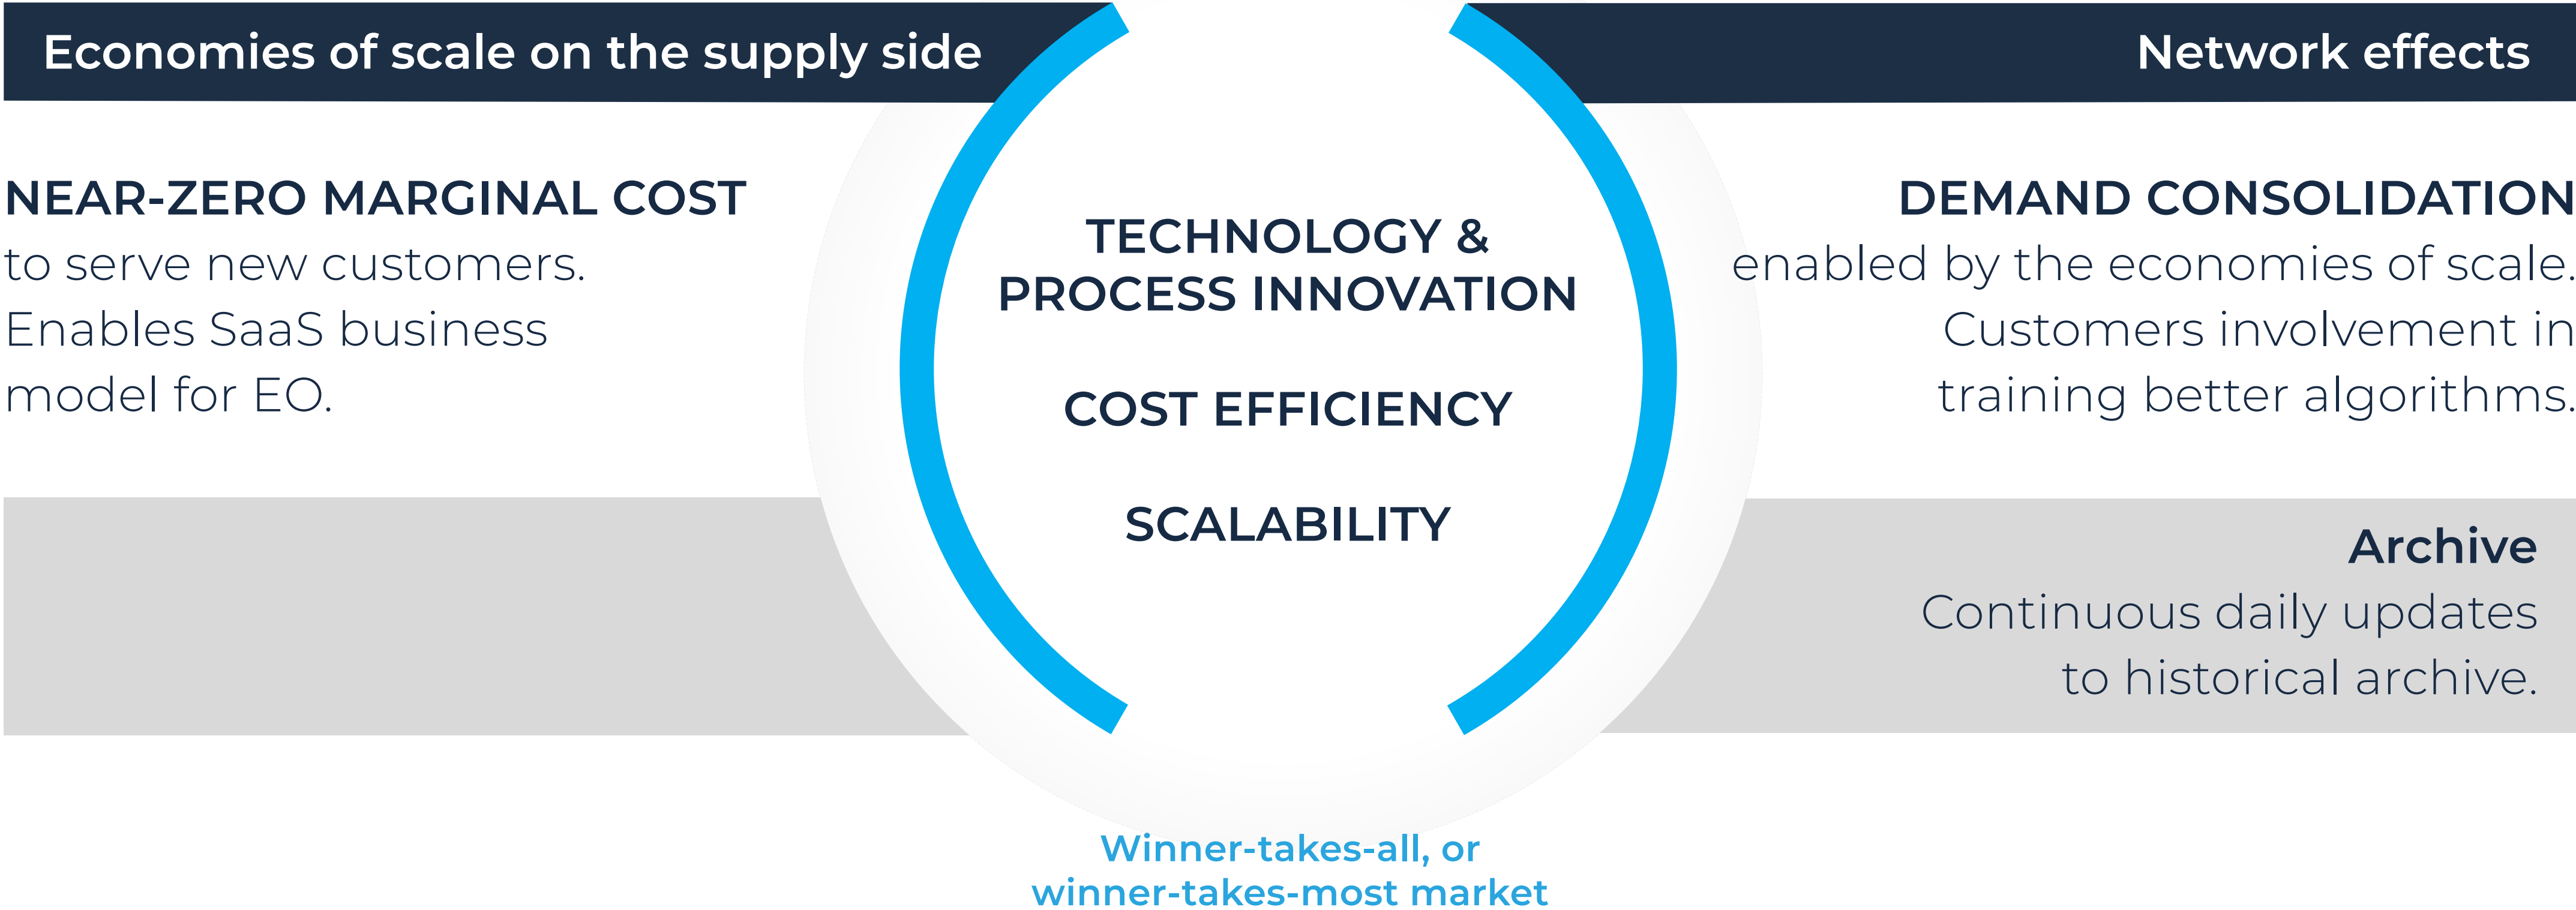 Economies of scale on the supply side
NEAR-ZERO MARGINAL COST
to serve new customers.
Enables SaaS business
model for EO.
TECHNOLOGY &
PROCESS INNOVATION
COST EFFICIENCY
SCALABILITY
Network effects
DEMAND CONSOLIDATION
enabled by the economies of scale.
Customers involvement in
training better algorithms.
Archive
Continuous daily updates
to historical archive.
Winner-takes-all, or
winner-takes-most market